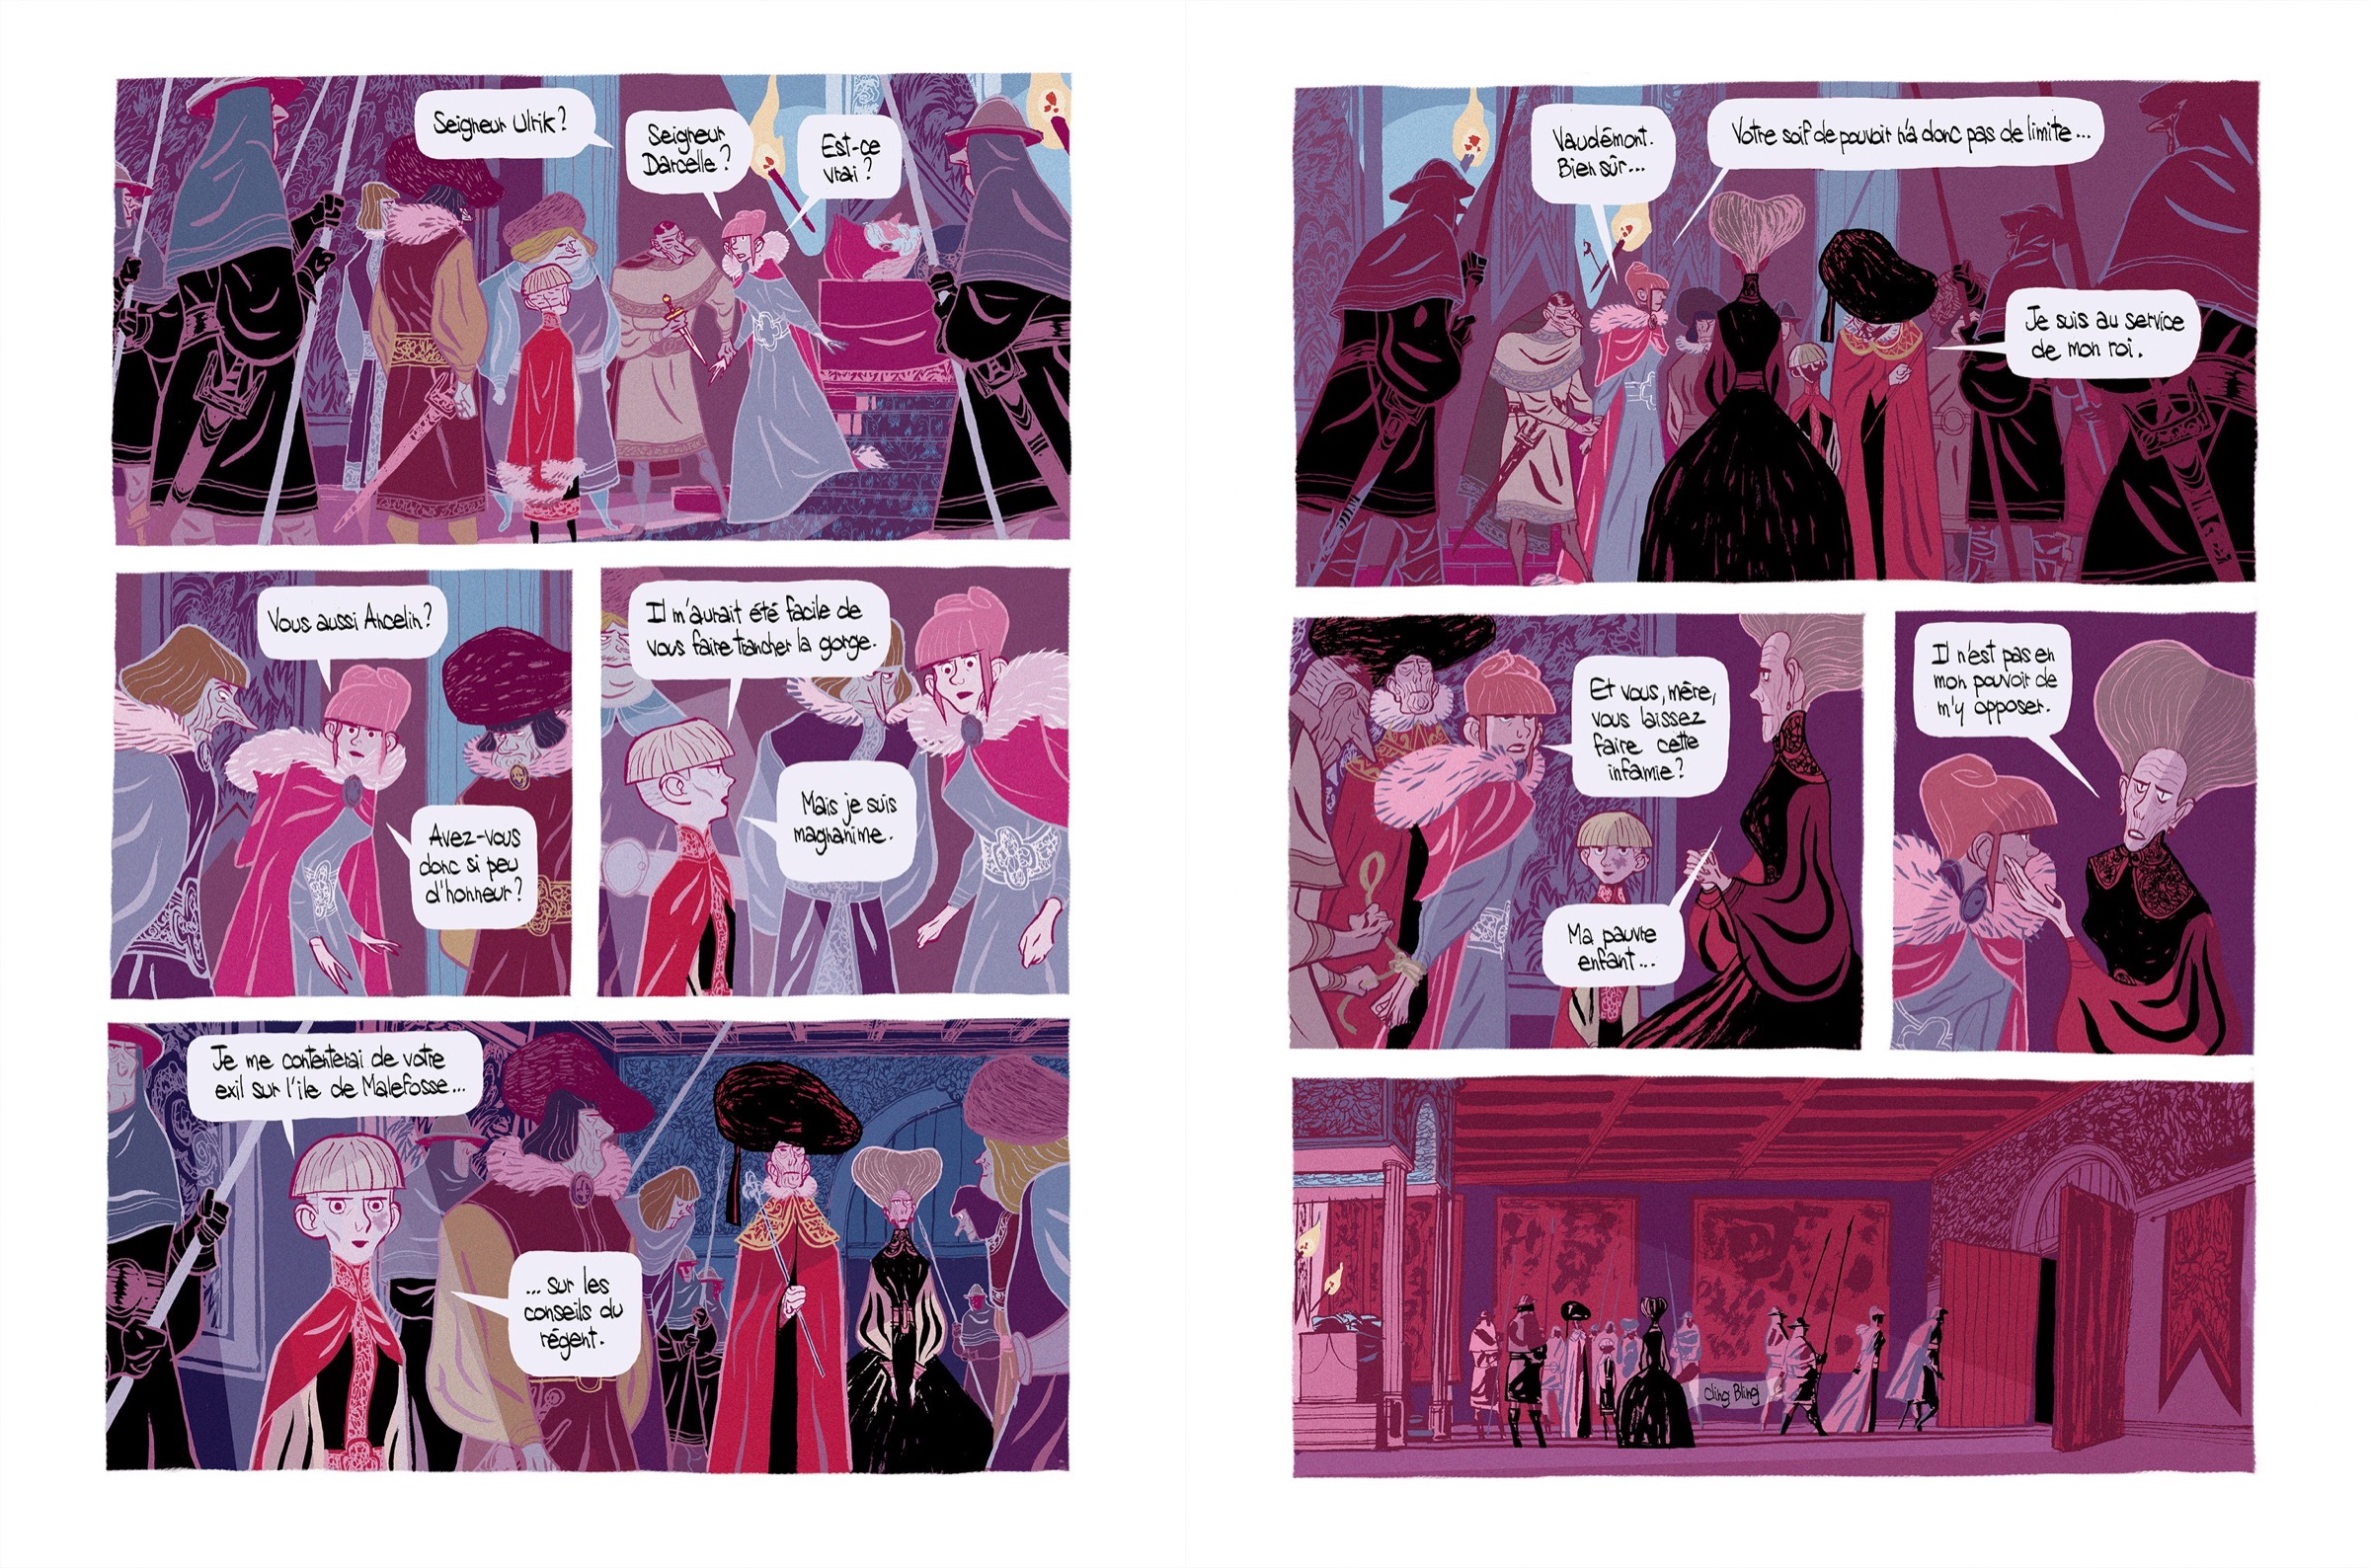 Seigneur Ulrik?
Seigneur
Darcelle?
Est-ce
vrai?
Vous aussi Ancelin?
Avez-vous
donc si peu
d'honneur?
Il m'aurait été facile de
vous faire trancher la gorge.
Mais je suis
magnanime.
Je me contenterai de votre
exil sur l'ile de Malefosse...
... sur les
conseils du
régent.
Vaudémont.
Bien sûr...
Votre soif de pouvoir n'a donc pas de limite...
Je suis au service
de mon roi.
Et vous, mère,
vous laissez
faire cette
infamie?
Ma pauvre
enfant...
Il n'est pas en
mon pouvoir de
m'y opposer.
Cling Bling